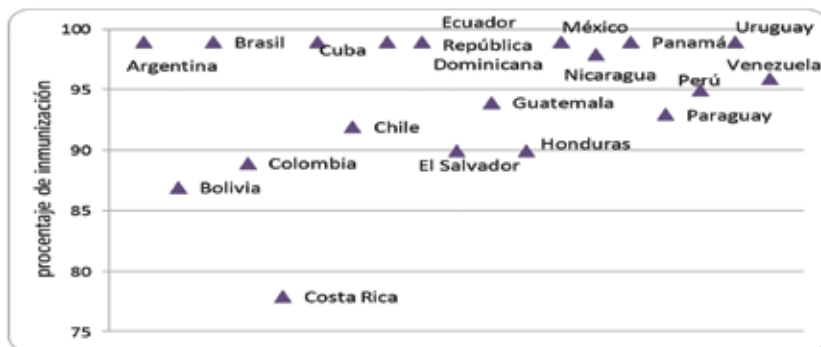 procentaje de inmunización
100
95
90
85
80
75
Argentina
Brasil
Cuba
Ecuador
República
Dominicana
México
Nicaragua
Panamá
Uruguay
Venezuela
Perú
Paraguay
Guatemala
Chile
Honduras
El Salvador
Colombia
Bolivia
Costa Rica